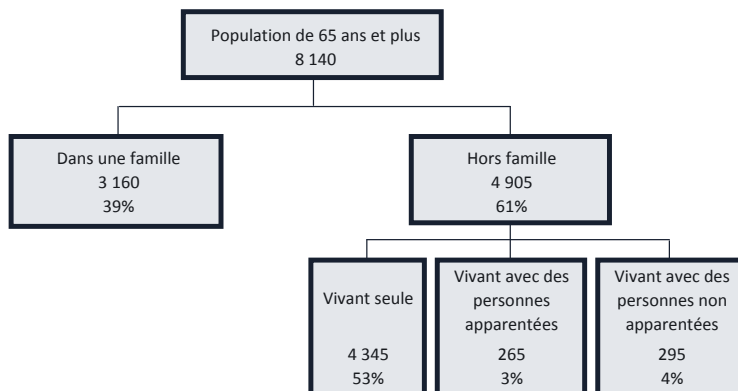 Population de 65 ans et plus
8 140
Dans une famille
3 160
39%
Hors famille
4 905
61%
Vivant seule
4 345
53%
Vivant avec des
personnes
apparentées
265
3%
Vivant avec des
personnes non
apparentées
295
4%